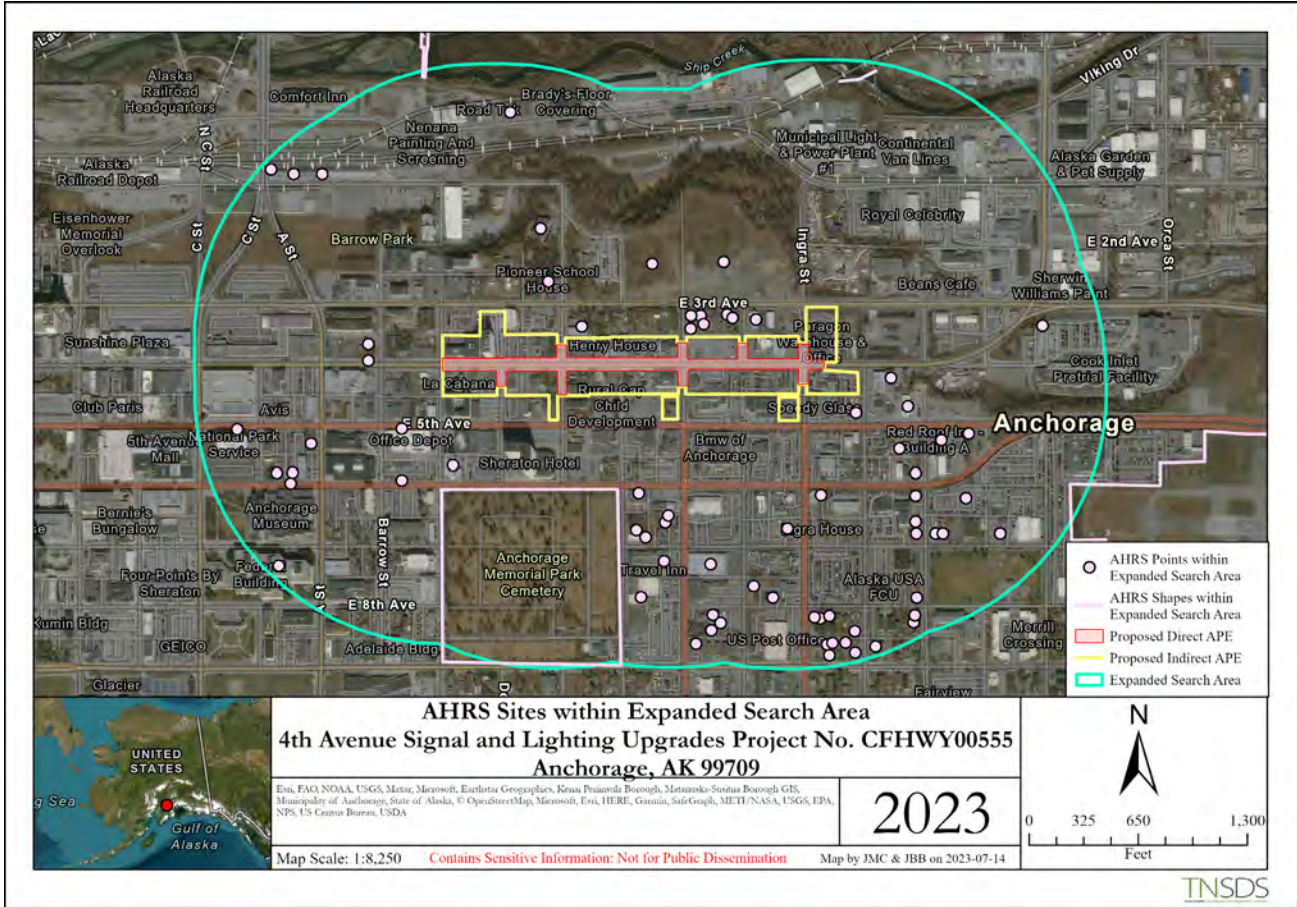 Viking Dr
Ship Creek
Alaska
Railroad
Headquarters
Comfort Inn
Brady's Floor
Covering
Nenana
Painting And
Screening
Municipal Light
& Power Plant
#1
Continental
Van Lines
Alaska Garden
& Pet Supply
N C St
Alaska
Railroad Depot
Eisenhower
Memorial
Overlook
C St
C St
A St
Barrow Park
Royal Celebrity
Ingra St
Orca St
E 2nd Ave
Pioneer School
House
Beans Cafe
Sherwin
Williams Paint
E 3rd Ave
Sunshine Plaza
Henry House
Paragon
Warehouse &
Office
Cook Inlet
Pretrial Facility
La Cabana
Rural Cap
Child
Development
Speedy Glass
Club Paris
Avis
E 5th Ave
Office Depot
Anchorage
5th Avenue
Mall
National Park
Service
Sheraton Hotel
Bmw of
Anchorage
Red Roof Inn -
Building A
Bernie's
Bungalow
Anchorage
Museum
Ingra House
Barrow St
Anchorage
Memorial Park
Cemetery
Four Points By
Sheraton
Federal
Building
Travel Inn
Alaska USA
FCU
A St
E 8th Ave
Kumin Bldg
GEICO
Adelaide Bldg
US Post Office
Merrill
Crossing
Glacier
Fairview
AHRS Points within
Expanded Search Area
AHRS Shapes within
Expanded Search Area
Proposed Direct APE
Proposed Indirect APE
Expanded Search Area
UNITED
STATES
g Sea
Gulf of
Alaska
AHRS Sites within Expanded Search Area
4th Avenue Signal and Lighting Upgrades Project No. CFHWY00555
Anchorage, AK 99709
Esri, FAO, NOAA, USGS, Maxar, Microsoft, Earthstar Geographics, Kenai Peninsula Borough, Matanuska-Susitna Borough GIS,
Municipality of Anchorage, State of Alaska, © OpenStreetMap, Microsoft, Esri, HERE, Garmin, SafeGraph, METI/NASA, USGS, EPA,
NPS, US Census Bureau, USDA
2023
Map Scale: 1:8,250
Contains Sensitive Information: Not for Public Dissemination
Map by JMC & JBB on 2023-07-14
N
0 325 650 1,300
Feet
TNSDS